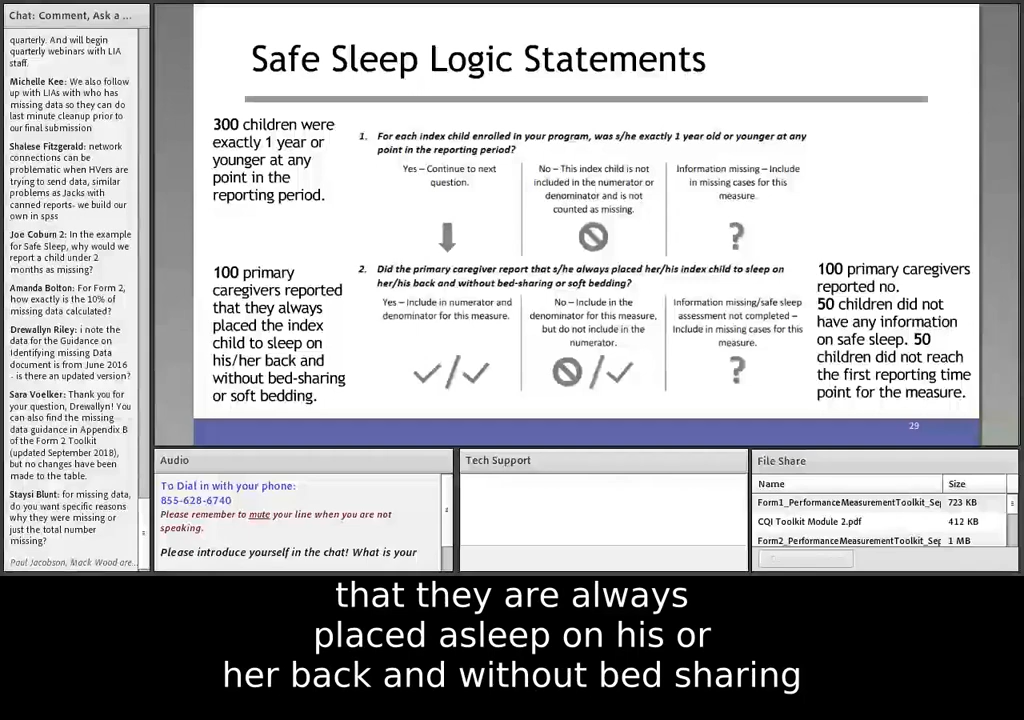 Chat: Comment, Ask a ...
quarterly. And will begin
quarterly webinars with LIA
staff.
Michelle Kee: We also follow
up with LIAs with who has
missing data so they can do
last minute cleanup prior to
our final submission
Shalese Fitzgerald: network
connections can be
problematic when HVers are
trying to send data, similar
problems as Jacks with
canned reports- we build our
own in spss
Joe Coburn 2: In the example
for Safe Sleep, why would we
report a child under 2
months as missing?
Amanda Bolton: For Form 2,
how exactly is the 10% of
missing data calculated?
Drewallyn Riley: i note the
data for the Guidance on
Identifying missing Data
document is from June 2016
- is there an updated version?
Sara Voelker: Thank you for
your question, Drewallyn! You
can also find the missing
data guidance in Appendix B
of the Form 2 Toolkit
(updated September 2018),
but no changes have been
made to the table.
Staysi Blunt: for missing data,
do you want specific reasons
why they were missing or
just the total number
missing?
Paul Jacobson, Mack Wood are...
Safe Sleep Logic Statements
300 children were
exactly 1 year or
younger at any
point in the
reporting period.
1. For each index child enrolled in your program, was s/he exactly 1 year old or younger at any
point in the reporting period?
Yes – Continue to next
question.
No – This index child is not
included in the numerator or
denominator and is not
counted as missing.
Information missing – Include
in missing cases for this
measure.
?
100 primary
caregivers reported
that they always
placed the index
child to sleep on
his/her back and
without bed-sharing
or soft bedding.
2. Did the primary caregiver report that s/he always placed her/his index child to sleep on
her/his back and without bed-sharing or soft bedding?
Yes – Include in numerator and
denominator for this measure.
No – Include in the
denominator for this measure,
but do not include in the
numerator.
Information missing/safe sleep
assessment not completed –
Include in missing cases for this
measure.
/
/
?
100 primary caregivers
reported no.
50 children did not
have any information
on safe sleep. 50
children did not reach
the first reporting time
point for the measure.
29
Audio
To Dial in with your phone:
855-628-6740
Please remember to mute your line when you are not
speaking.
Please introduce yourself in the chat! What is your
Tech Support
File Share
Name Size
Form1_PerformanceMeasurementToolkit_Sep 723 KB
CQI Toolkit Module 2.pdf 412 KB
Form2_PerformanceMeasurementToolkit_Sep 1 MB
that they are always
placed asleep on his or
her back and without bed sharing